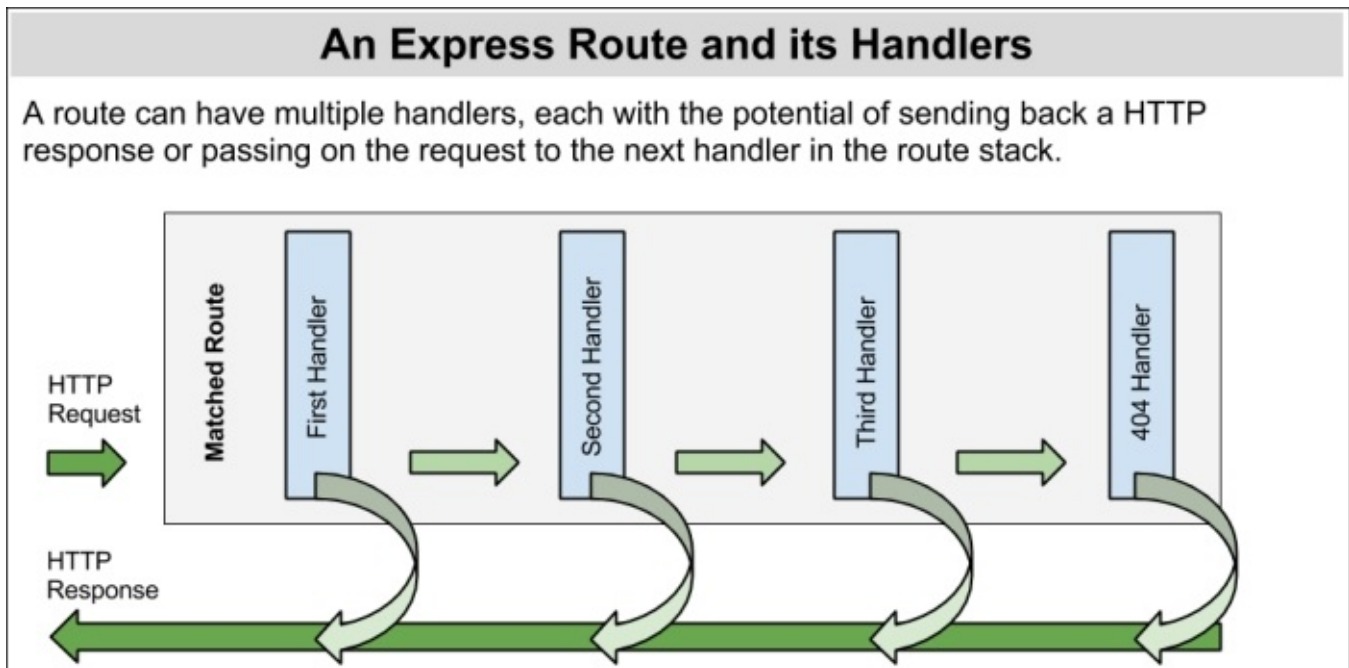 An Express Route and its Handlers
A route can have multiple handlers, each with the potential of sending back a HTTP
response or passing on the request to the next handler in the route stack.
HTTP
Request
Matched Route
First Handler
Second Handler
Third Handler
404 Handler
HTTP
Response